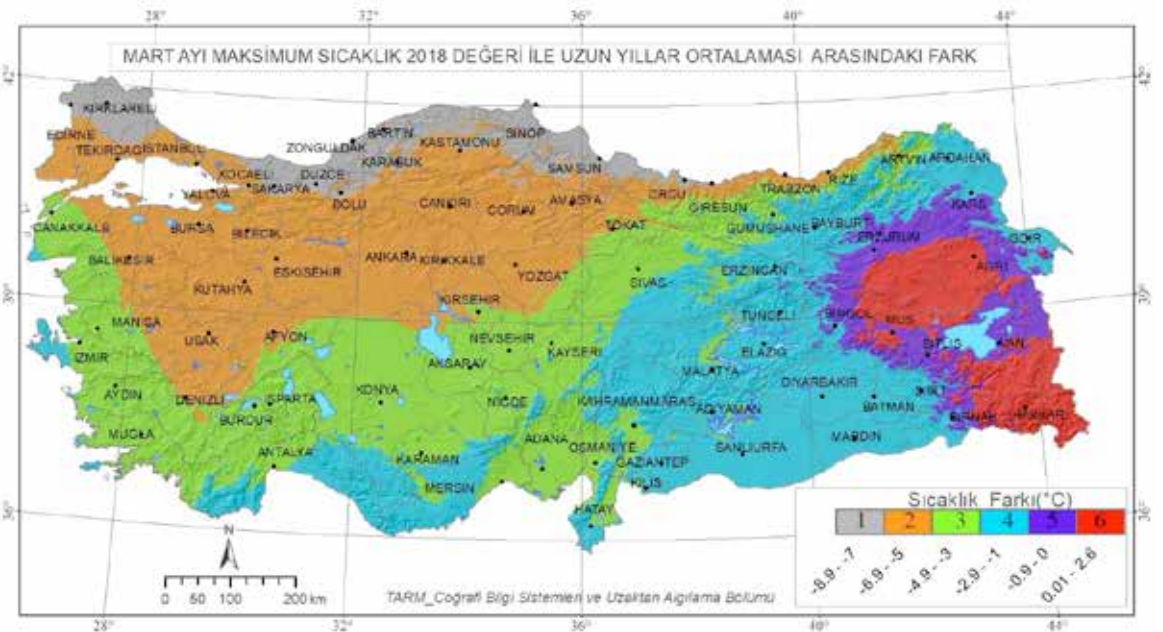 28° 32° 36° 40° 44°
MART AYI MAKSİMUM SICAKLIK 2018 DEĞERİ İLE UZUN YILLAR ORTALAMASI ARASINDAKİ FARK
42° 42°
KIRKLARELİ
EDİRNE BARTIN SİNOP
TEKİRDAĞ İSTANBUL ZONGULDAK KASTAMONU
KARABÜK SAMSUN ARTVİN ARDAHAN
KOCAELİ DÜZCE RİZE
YALOVA SAKARYA TRABZON
BOLU ÇANKIRI ÇORUM AMASYA ORDU GİRESUN KARS
ÇANAKKALE BURSA BİLECİK TOKAT GÜMÜŞHANE BAYBURT ERZURUM
BALIKESİR ANKARA KIRIKKALE
ESKİŞEHİR YOZGAT SİVAS ERZİNCAN AĞRI
39° KÜTAHYA 39°
KIRŞEHİR TUNCELİ BİNGÖL MUŞ
MANİSA UŞAK AFYON NEVŞEHİR KAYSERİ ELAZIĞ BİTLİS
İZMİR AKSARAY MALATYA
AYDIN DENİZLİ ISPARTA KONYA NİĞDE KAHRAMANMARAŞ ADIYAMAN DİYARBAKIR BATMAN
BURDUR
MUĞLA ANTALYA KARAMAN ADANA OSMANİYE GAZİANTEP ŞANLIURFA MARDİN
MERSİN KİLİS
HATAY
36° 36°
Sıcaklık Farkı(°C)
1 2 3 4 5 6
-8.9 - -7 -6.9 - -5 -4.9 - -3 -2.9 - -1 -0.9 - 0 0.01 - 2.6
N
0 50 100 200 km
TARM_Coğrafi Bilgi Sistemleri ve Uzaktan Algılama Bölümü
28° 32° 36° 40° 44°